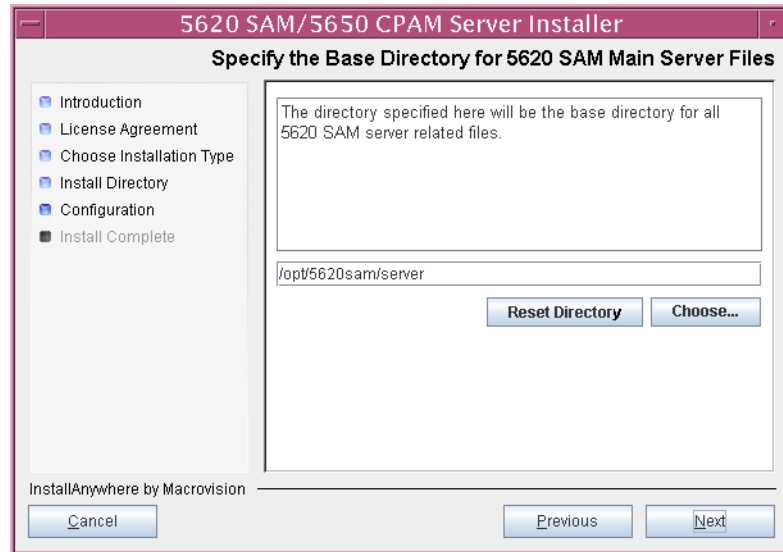 5620 SAM/5650 CPAM Server Installer
Specify the Base Directory for 5620 SAM Main Server Files
Introduction
License Agreement
Choose Installation Type
Install Directory
Configuration
Install Complete
The directory specified here will be the base directory for all
5620 SAM server related files.
/opt/5620sam/server
Reset Directory
Choose...
InstallAnywhere by Macrovision
Cancel
Previous
Next